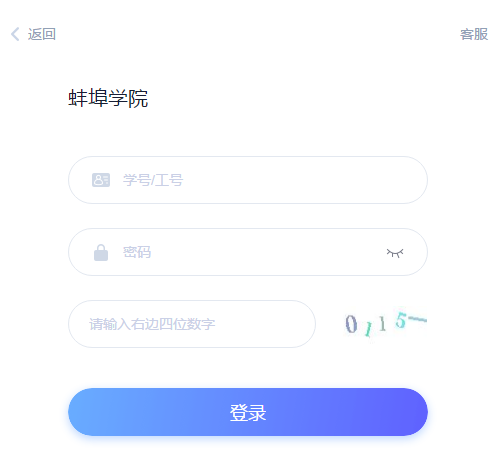 返回
客服
蚌埠学院
学号/工号
密码
请输入右边四位数字
0115
登录